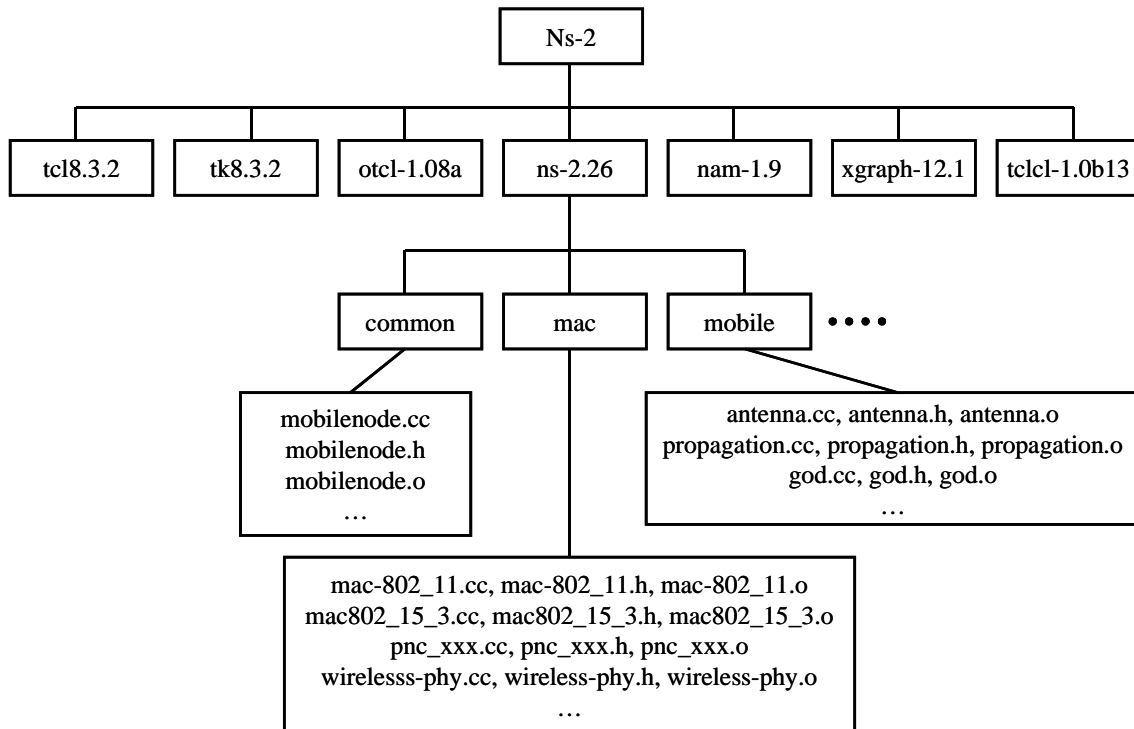 Ns-2
tcl8.3.2
tk8.3.2
otcl-1.08a
ns-2.26
nam-1.9
xgraph-12.1
tclcl-1.0b13
common
mac
mobile
mobilenode.cc
mobilenode.h
mobilenode.o
…
antenna.cc, antenna.h, antenna.o
propagation.cc, propagation.h, propagation.o
god.cc, god.h, god.o
…
mac-802_11.cc, mac-802_11.h, mac-802_11.o
mac802_15_3.cc, mac802_15_3.h, mac802_15_3.o
pnc_xxx.cc, pnc_xxx.h, pnc_xxx.o
wirelesss-phy.cc, wireless-phy.h, wireless-phy.o
…